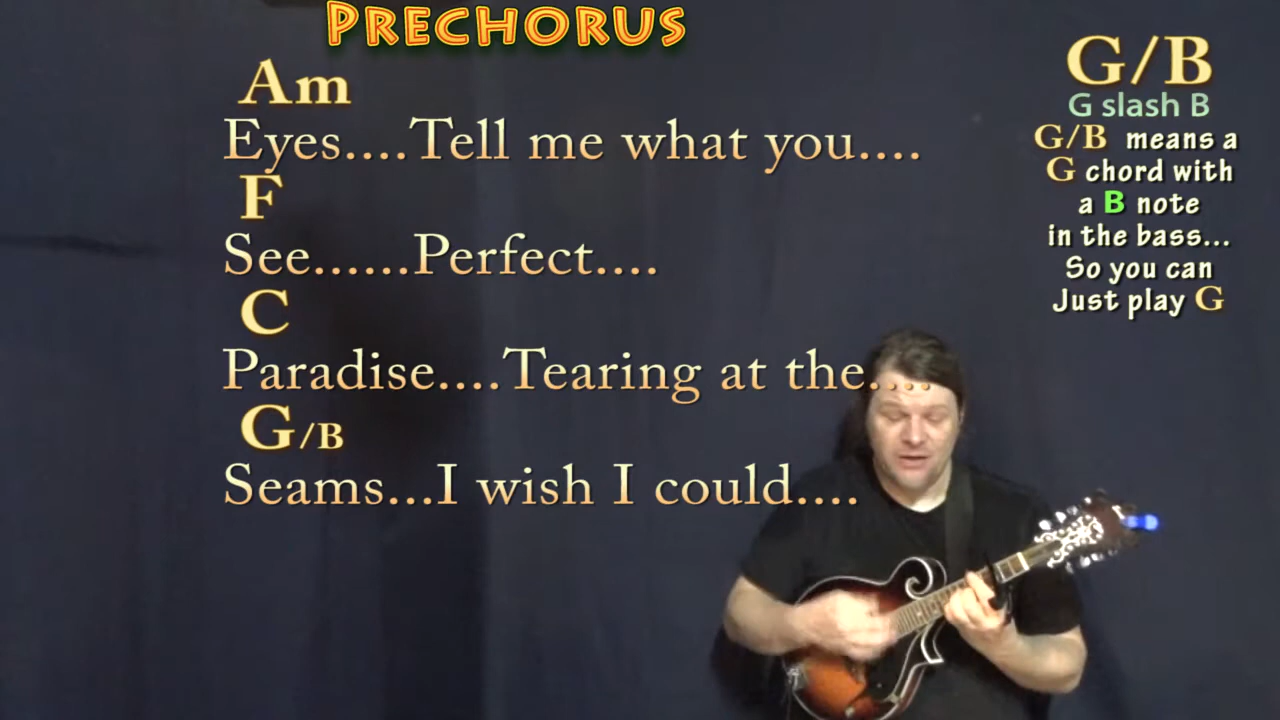 PRECHORUS
Am
Eyes....Tell me what you....
F
See......Perfect....
C
Paradise....Tearing at the....
G/B
Seams...I wish I could....
G/B
G slash B
G/B means a
G chord with
a B note
in the bass...
So you can
Just play G